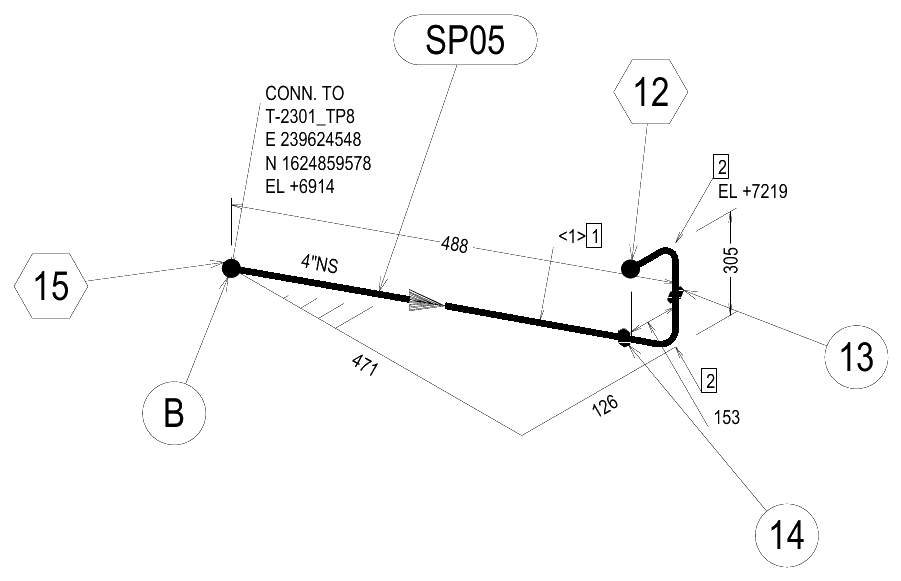 SP05
CONN. TO
T-2301_TP8
E 239624548
N 1624859578
EL +6914
12
2
EL +7219
488
<1>1
305
15
4"NS
471
13
B
126
2
153
14